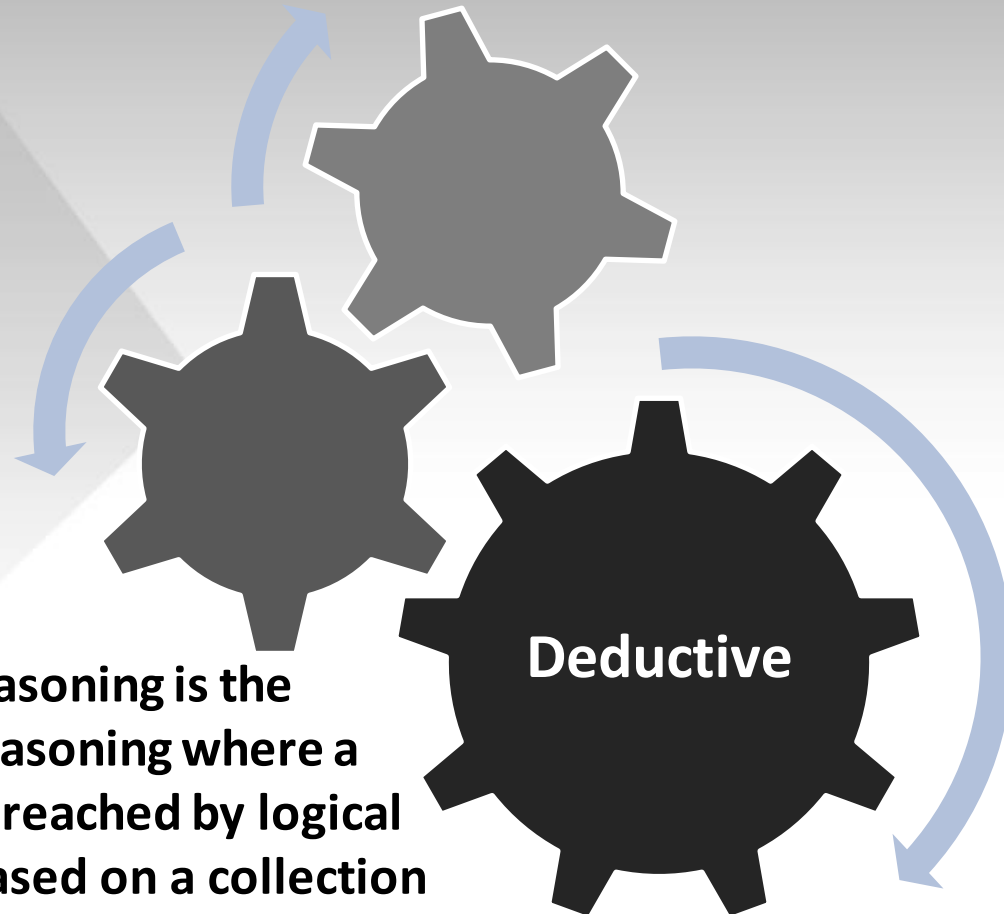 Deductive
asoning is the
asoning where a
reached by logical
ased on a collection